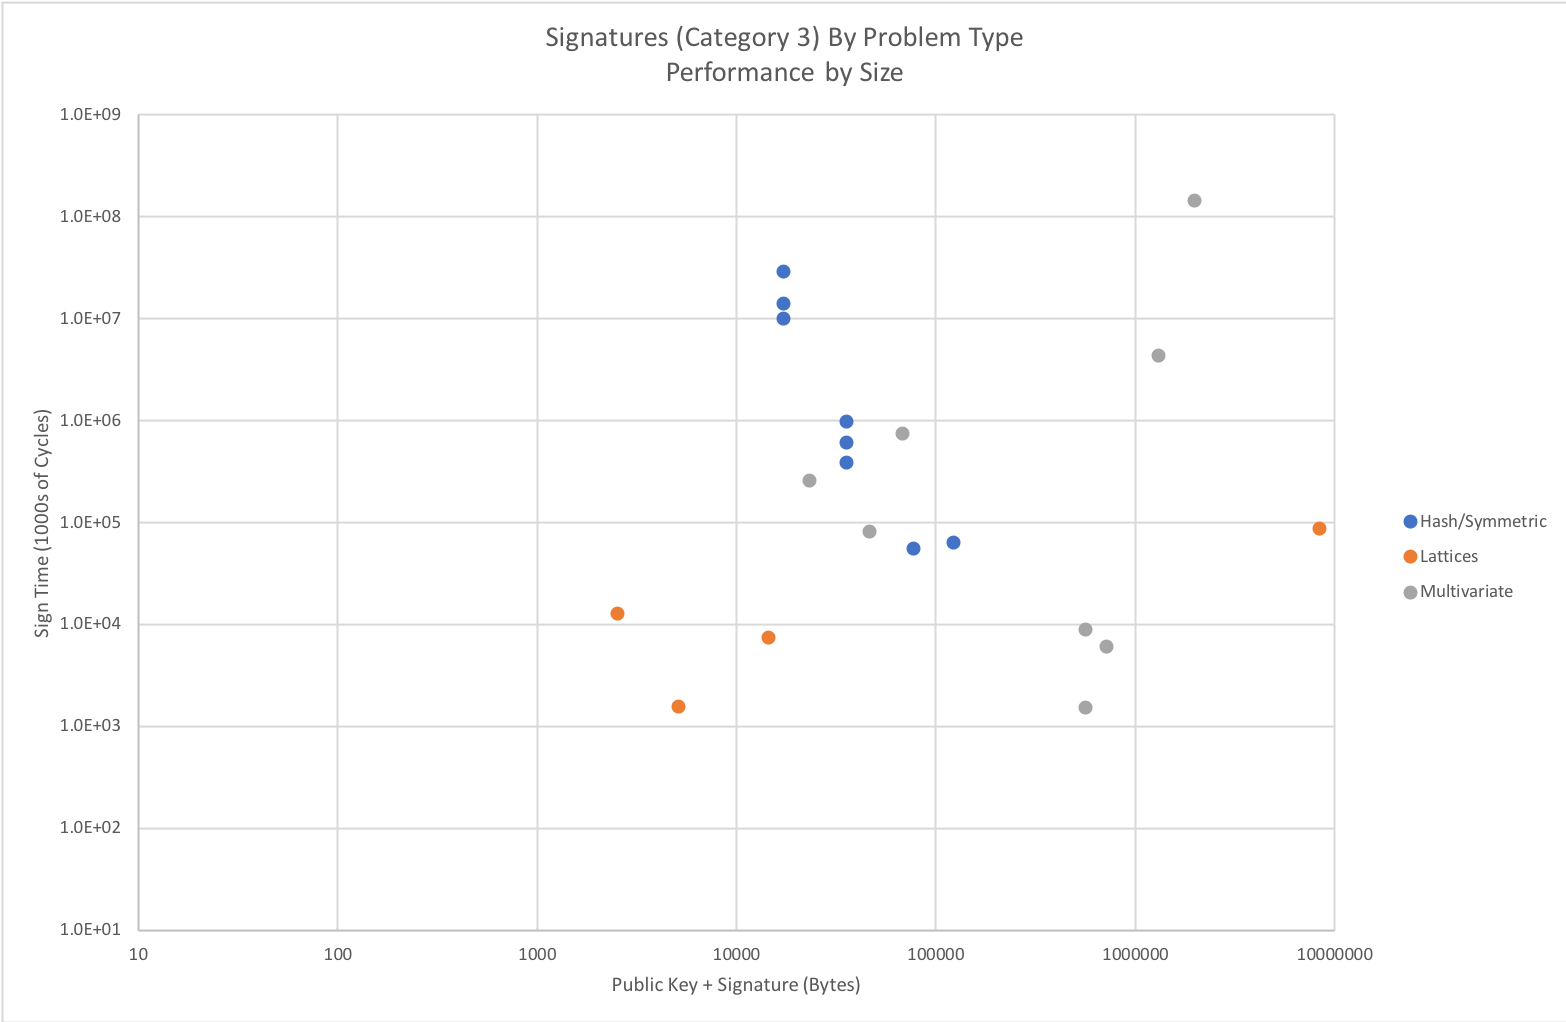 Signatures (Category 3) By Problem Type
Performance by Size
1.0E+09
1.0E+08
1.0E+07
1.0E+06
1.0E+05
1.0E+04
1.0E+03
1.0E+02
1.0E+01
Sign Time (1000s of Cycles)
10 100 1000 10000 100000 1000000 10000000
Public Key + Signature (Bytes)
Hash/Symmetric
Lattices
Multivariate